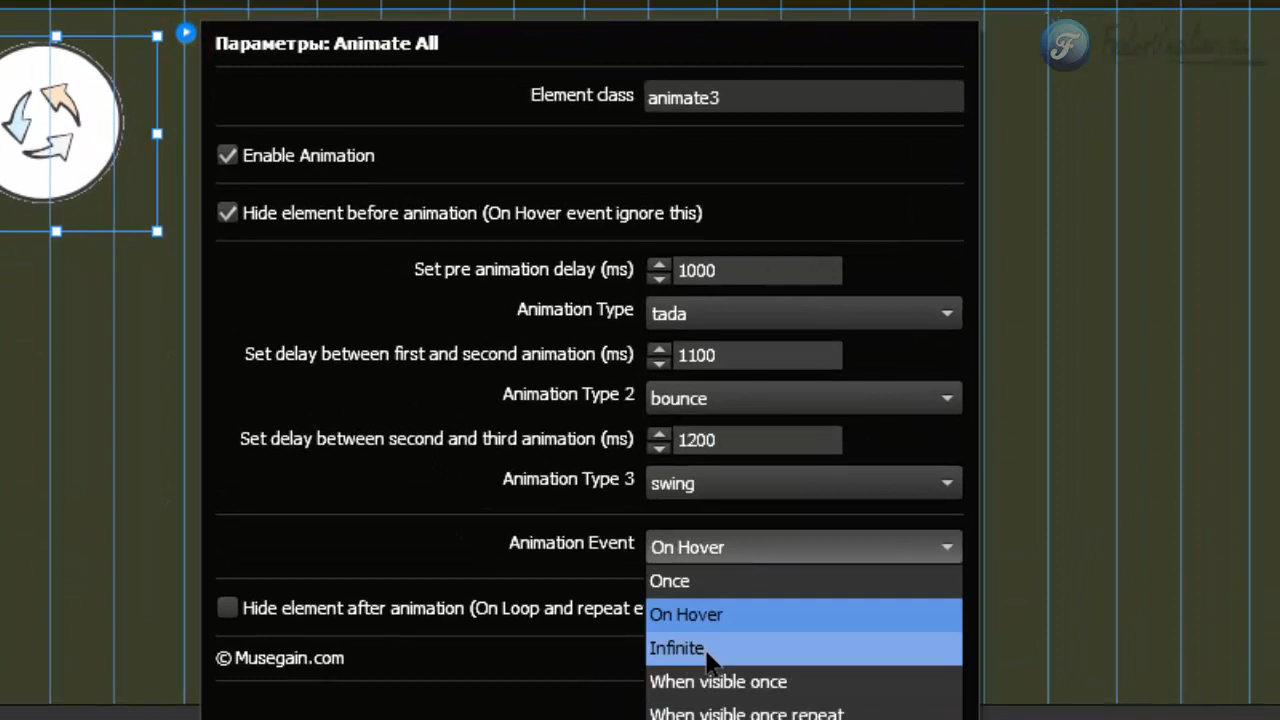 Параметры: Animate All
Element class animate3
Enable Animation
Hide element before animation (On Hover event ignore this)
Set pre animation delay (ms) 1000
Animation Type tada
Set delay between first and second animation (ms) 1100
Animation Type 2 bounce
Set delay between second and third animation (ms) 1200
Animation Type 3 swing
Animation Event On Hover
Once
On Hover
Hide element after animation (On Loop and repeat e
Infinite
© Musegain.com
When visible once
When visible once repeat